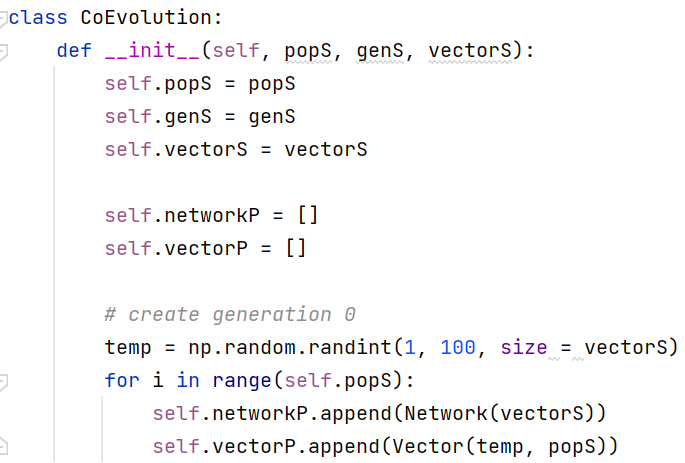 class CoEvolution:
    def __init__(self, popS, genS, vectorS):
        self.popS = popS
        self.genS = genS
        self.vectorS = vectorS

        self.networkP = []
        self.vectorP = []

        # create generation 0
        temp = np.random.randint(1, 100, size = vectorS)
        for i in range(self.popS):
            self.networkP.append(Network(vectorS))
            self.vectorP.append(Vector(temp, popS))